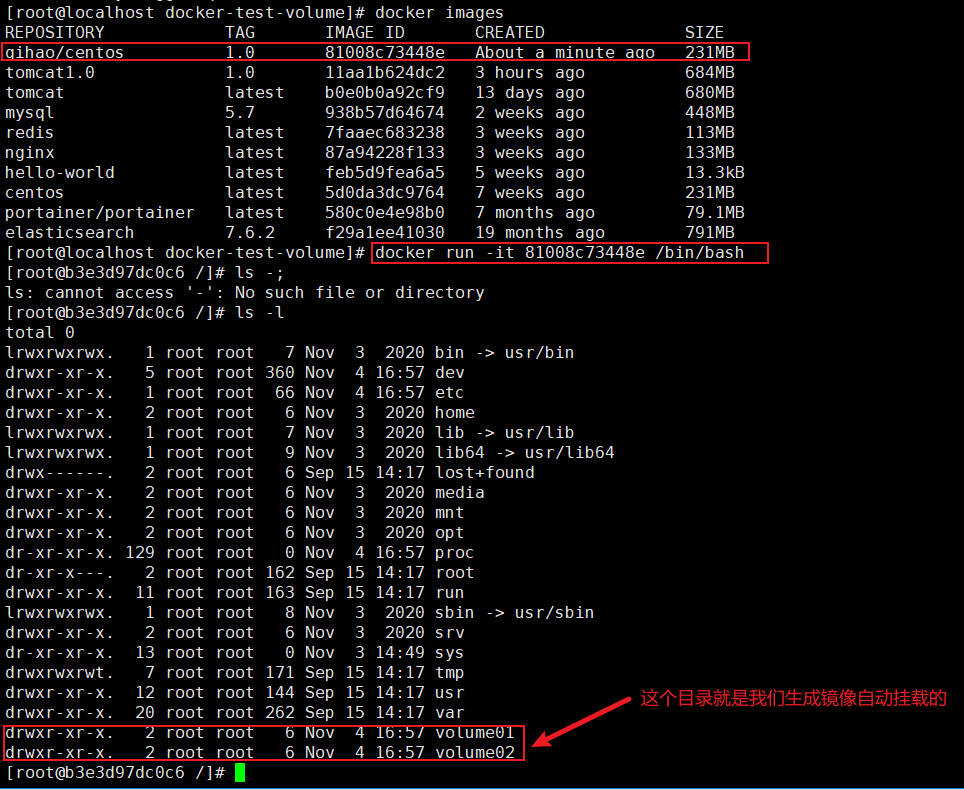 [root@localhost docker-test-volume]# docker images
REPOSITORY TAG IMAGE ID CREATED SIZE
qihao/centos 1.0 81008c73448e About a minute ago 231MB
tomcat1.0 1.0 11aa1b624dc2 3 hours ago 684MB
tomcat latest b0e0b0a92cf9 13 days ago 680MB
mysql 5.7 938b57d64674 2 weeks ago 448MB
redis latest 7faaec683238 3 weeks ago 113MB
nginx latest 87a94228f133 3 weeks ago 133MB
hello-world latest feb5d9fea6a5 5 weeks ago 13.3kB
centos latest 5d0da3dc9764 7 weeks ago 231MB
portainer/portainer latest 580c0e4e98b0 7 months ago 79.1MB
elasticsearch 7.6.2 f29a1ee41030 19 months ago 791MB
[root@localhost docker-test-volume]# docker run -it 81008c73448e /bin/bash
[root@b3e3d97dc0c6 /]# ls -;
ls: cannot access '-': No such file or directory
[root@b3e3d97dc0c6 /]# ls -l
total 0
lrwxrwxrwx. 1 root root 7 Nov 3 2020 bin -> usr/bin
drwxr-xr-x. 5 root root 360 Nov 4 16:57 dev
drwxr-xr-x. 1 root root 66 Nov 4 16:57 etc
drwxr-xr-x. 2 root root 6 Nov 3 2020 home
lrwxrwxrwx. 1 root root 7 Nov 3 2020 lib -> usr/lib
lrwxrwxrwx. 1 root root 9 Nov 3 2020 lib64 -> usr/lib64
drwx------. 2 root root 6 Sep 15 14:17 lost+found
drwxr-xr-x. 2 root root 6 Nov 3 2020 media
drwxr-xr-x. 2 root root 6 Nov 3 2020 mnt
drwxr-xr-x. 2 root root 6 Nov 3 2020 opt
dr-xr-xr-x. 129 root root 0 Nov 4 16:57 proc
dr-xr-x---. 2 root root 162 Sep 15 14:17 root
drwxr-xr-x. 11 root root 163 Sep 15 14:17 run
lrwxrwxrwx. 1 root root 8 Nov 3 2020 sbin -> usr/sbin
drwxr-xr-x. 2 root root 6 Nov 3 2020 srv
dr-xr-xr-x. 13 root root 0 Nov 3 14:49 sys
drwxrwxrwt. 7 root root 171 Sep 15 14:17 tmp
drwxr-xr-x. 12 root root 144 Sep 15 14:17 usr
drwxr-xr-x. 20 root root 262 Sep 15 14:17 var
这个目录就是我们生成镜像自动挂载的
drwxr-xr-x. 2 root root 6 Nov 4 16:57 volume01
drwxr-xr-x. 2 root root 6 Nov 4 16:57 volume02
[root@b3e3d97dc0c6 /]#